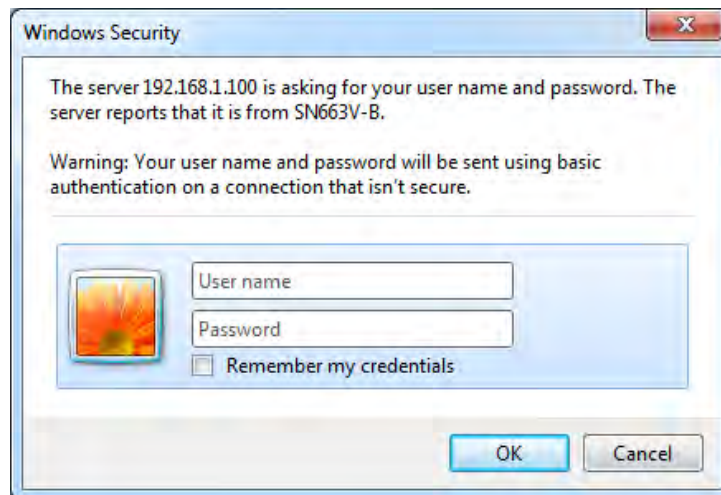 Windows Security
The server 192.168.1.100 is asking for your user name and password. The
server reports that it is from SN663V-B.
Warning: Your user name and password will be sent using basic
authentication on a connection that isn't secure.
User name
Password
Remember my credentials
OK
Cancel